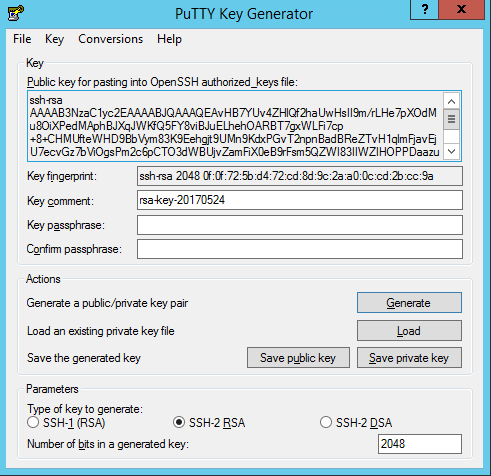 PuTTY Key Generator
? x
File Key Conversions Help
Key
Public key for pasting into OpenSSH authorized_keys file:
ssh-rsa
AAAAB3NzaC1yc2EAAAABJQAAAQEAvHB7YUv4ZHlQf2haUwHsII9m/rLHe7pXOdM
u8OiXPedMAphBJXqJWKfQ5FY8viBJuELhehOARBT7gxWLFi7cp
+8+CHMUfteWHD9BbVym83K9Eehgjt9UMn9KdxPGvT2npnBadBReZTvH1qlmFjavEj
U7ecvGz7bViOgsPm2c6pCTO3dWBUjvZamFiX0eB9rFsm5QZWI83IIWZIHOPPDaazu
Key fingerprint: ssh-rsa 2048 0f:0f:72:5b:d4:72:cd:8d:9c:2a:a0:0c:cd:2b:cc:9a
Key comment: rsa-key-20170524
Key passphrase:
Confirm passphrase:
Actions
Generate a public/private key pair Generate
Load an existing private key file Load
Save the generated key Save public key Save private key
Parameters
Type of key to generate:
SSH-1 (RSA) SSH-2 RSA SSH-2 DSA
Number of bits in a generated key: 2048